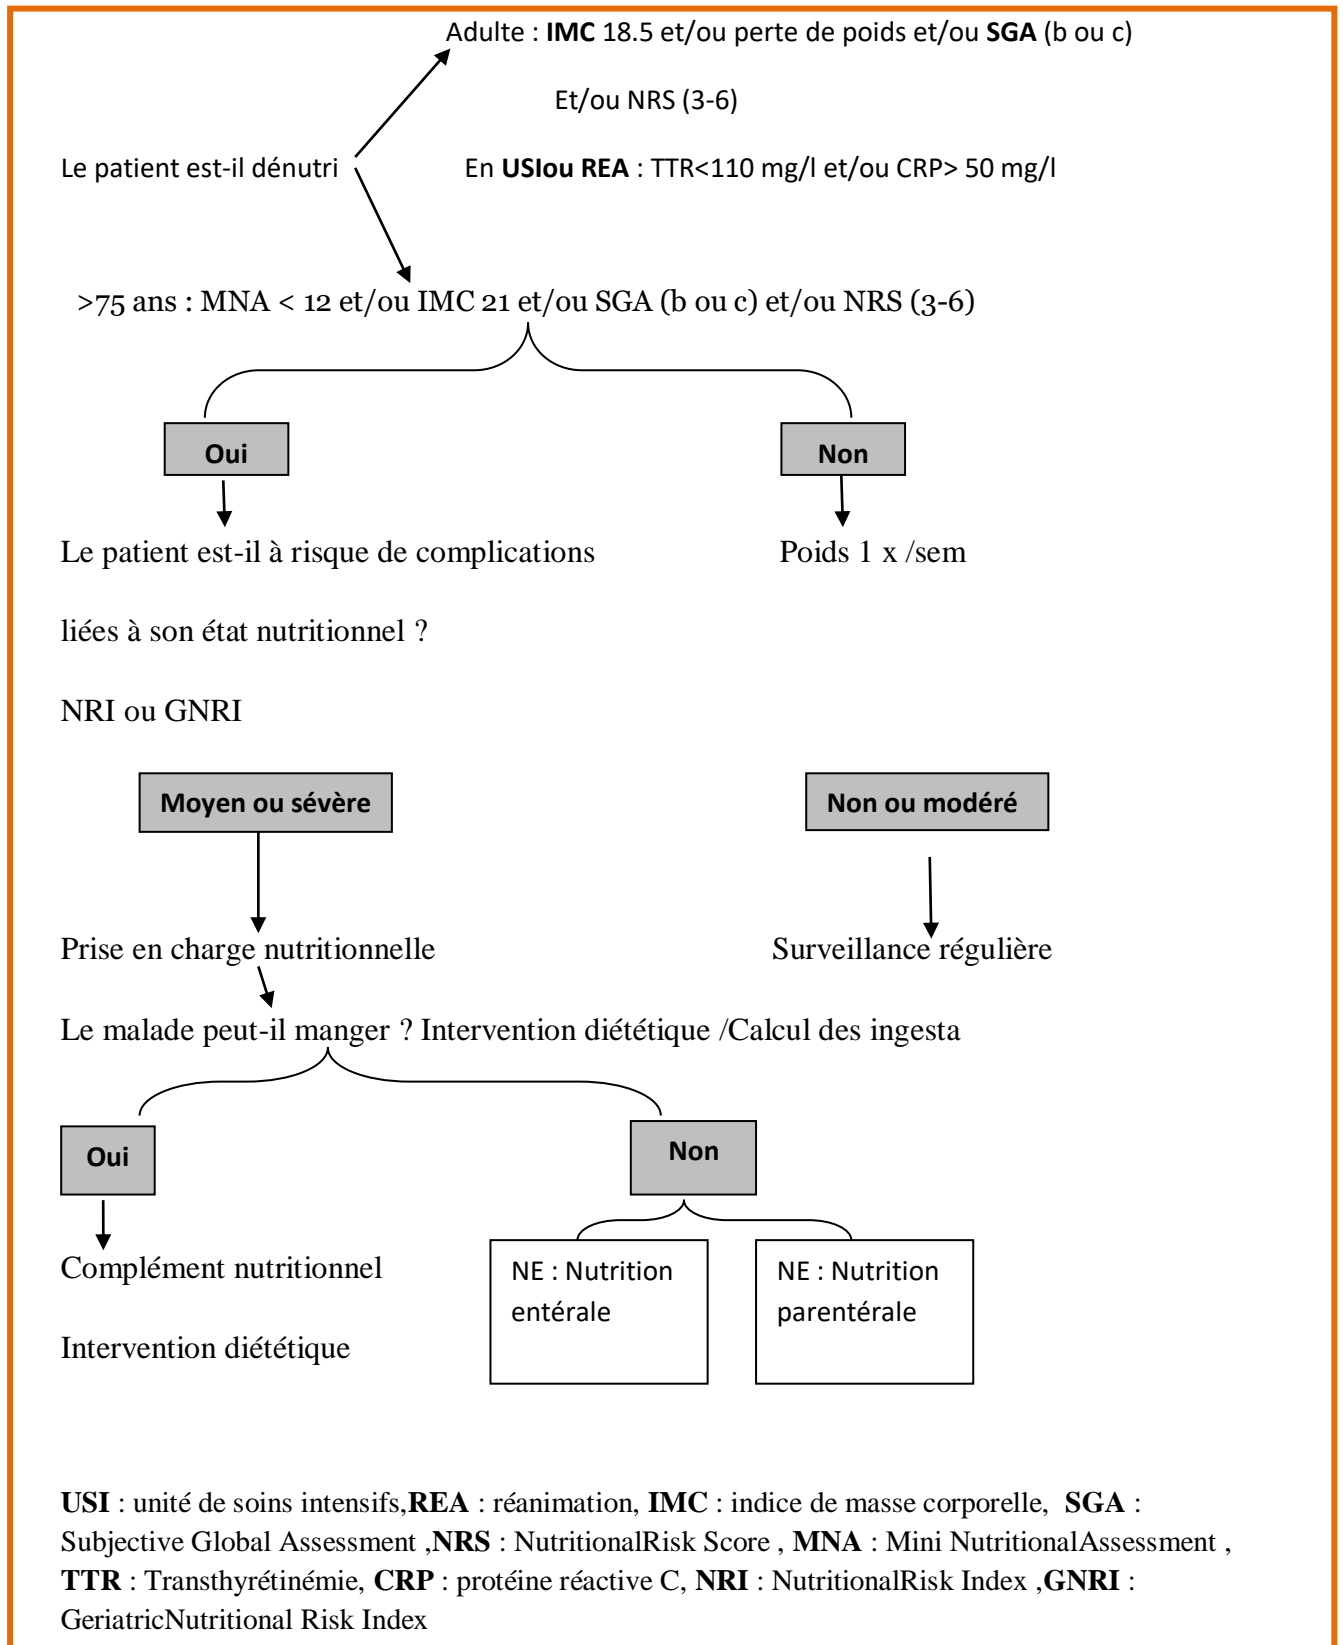 Adulte : IMC 18.5 et/ou perte de poids et/ou SGA (b ou c)
Et/ou NRS (3-6)
Le patient est-il dénutri
En USIou REA : TTR<110 mg/l et/ou CRP> 50 mg/l
>75 ans : MNA < 12 et/ou IMC 21 et/ou SGA (b ou c) et/ou NRS (3-6)
Oui
Non
Le patient est-il à risque de complications
Poids 1 x /sem
liées à son état nutritionnel ?
NRI ou GNRI
Moyen ou sévère
Non ou modéré
Prise en charge nutritionnelle
Surveillance régulière
Le malade peut-il manger ? Intervention diététique /Calcul des ingesta
Oui
Non
Complément nutritionnel
Intervention diététique
NE : Nutrition
entérale
NE : Nutrition
parentérale
USI : unité de soins intensifs,REA : réanimation, IMC : indice de masse corporelle, SGA :
Subjective Global Assessment ,NRS : NutritionalRisk Score , MNA : Mini NutritionalAssessment ,
TTR : Transthyrétinémie, CRP : protéine réactive C, NRI : NutritionalRisk Index ,GNRI :
GeriatricNutritional Risk Index